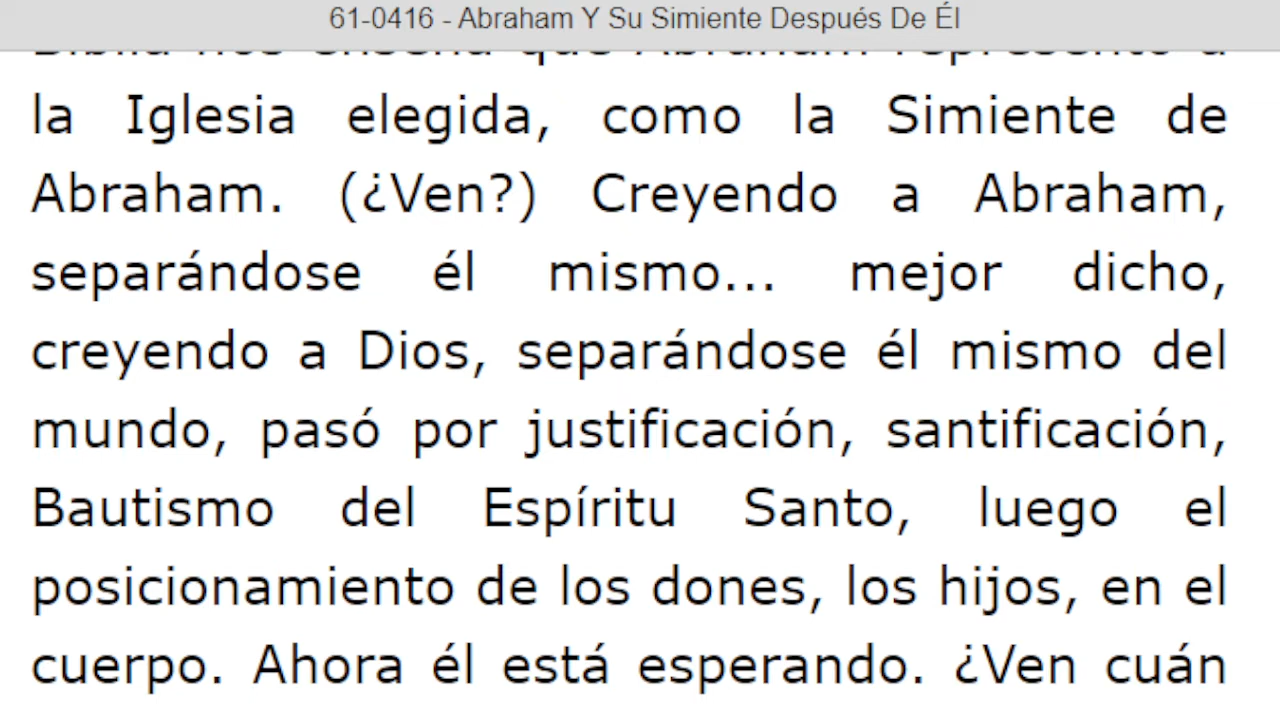 61-0416 - Abraham Y Su Simiente Después De Él
la Iglesia elegida, como la Simiente de
Abraham. (¿Ven?) Creyendo a Abraham,
separándose él mismo... mejor dicho,
creyendo a Dios, separándose él mismo del
mundo, pasó por justificación, santificación,
Bautismo del Espíritu Santo, luego el
posicionamiento de los dones, los hijos, en el
cuerpo. Ahora él está esperando. ¿Ven cuán